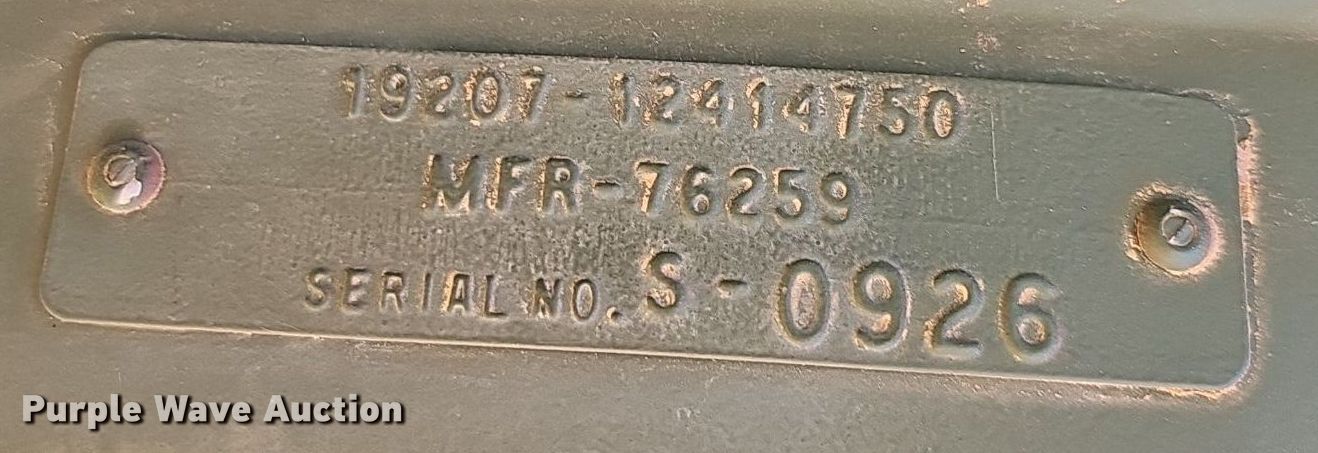 19207-12414750
MFR-76259
SERIAL NO. S-0926
Purple Wave Auction